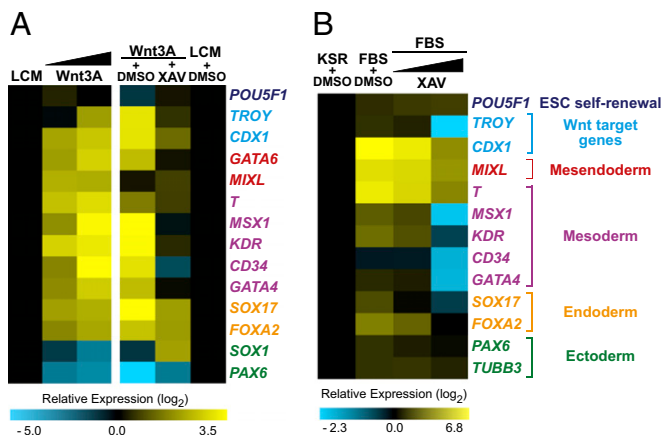 A
Wnt3A
LCM
LCM Wnt3A + DMSO + XAV + DMSO
POU5F1
TROY
CDX1
GATA6
MIXL
T
MSX1
KDR
CD34
GATA4
SOX17
FOXA2
SOX1
PAX6
Relative Expression (log2)
- 5.0 0.0 3.5
B
FBS
KSR + DMSO FBS + DMSO XAV
POU5F1 ESC self-renewal
TROY
CDX1
Wnt target
genes
MIXL Mesendoderm
T
MSX1
KDR
CD34
GATA4
Mesoderm
SOX17
FOXA2
Endoderm
PAX6
TUBB3
Ectoderm
Relative Expression (log2)
- 2.3 0.0 6.8